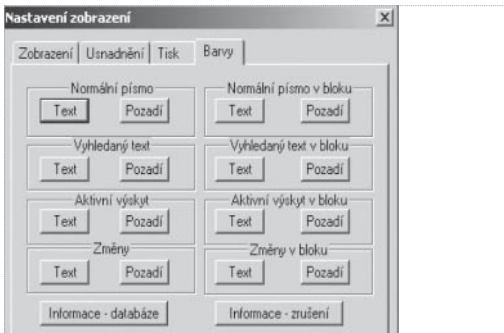 Nastavení zobrazení
Zobrazení Usnadnění Tisk Barvy
Normální písmo Normální písmo v bloku
Text Pozadí Text Pozadí
Vyhledaný text Vyhledaný text v bloku
Text Pozadí Text Pozadí
Aktivní výskyt Aktivní výskyt v bloku
Text Pozadí Text Pozadí
Změny Změny v bloku
Text Pozadí Text Pozadí
Informace - databáze Informace - zrušení